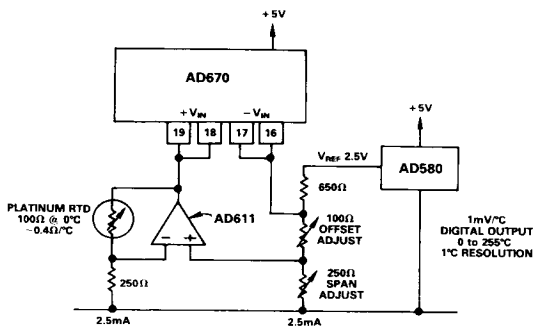 +5V
AD670
+VIN
−VIN
19
18
17
16
+5V
VREF 2.5V
AD580
650Ω
PLATINUM RTD
100Ω @ 0°C
~0.4Ω/°C
AD611
100Ω
OFFSET
ADJUST
1mV/°C
DIGITAL OUTPUT
0 to 255°C
1°C RESOLUTION
−
+
250Ω
250Ω
SPAN
ADJUST
2.5mA
2.5mA